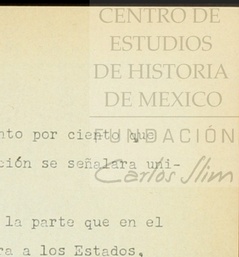 CENTRO DE
ESTUDIOS
DE HISTORIA
DE MEXICO
FUNDACIÓN
Carlos Slim
nto por ciento que
ción se señalara uni-
la parte que en el
ra a los Estados,